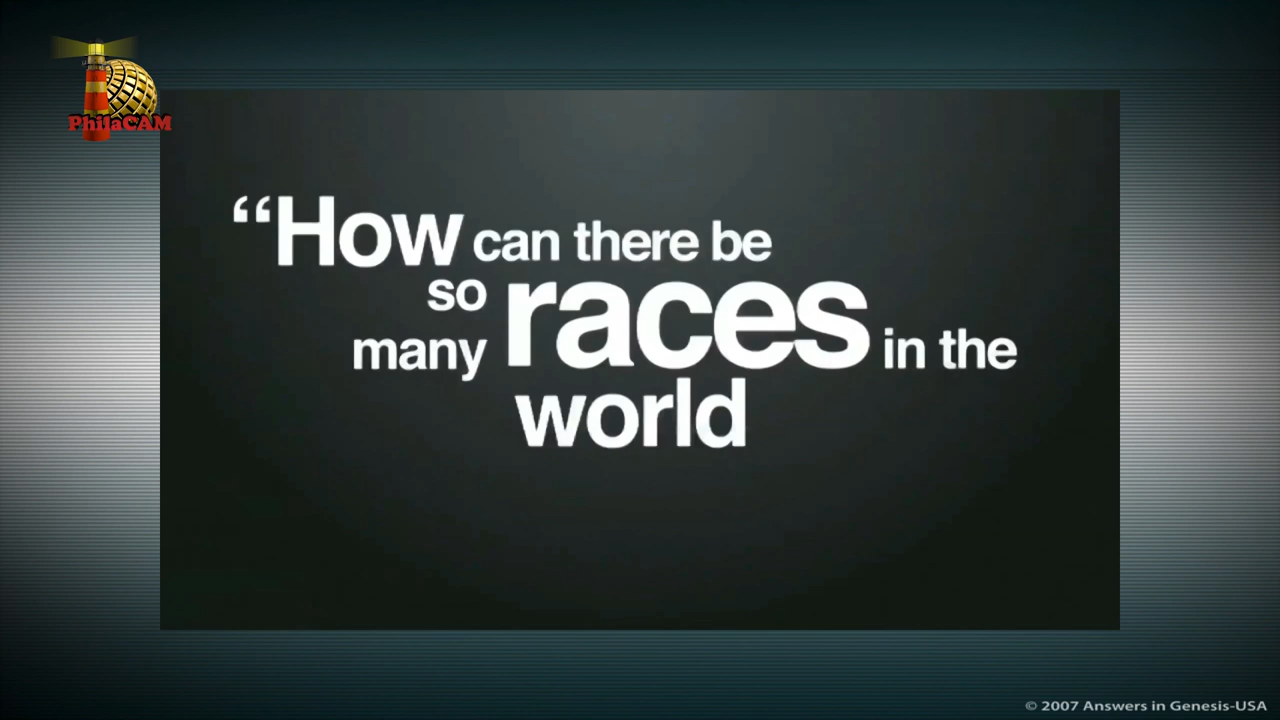 PhilaCAM
“How can there be
so
many races in the
world
© 2007 Answers in Genesis-USA